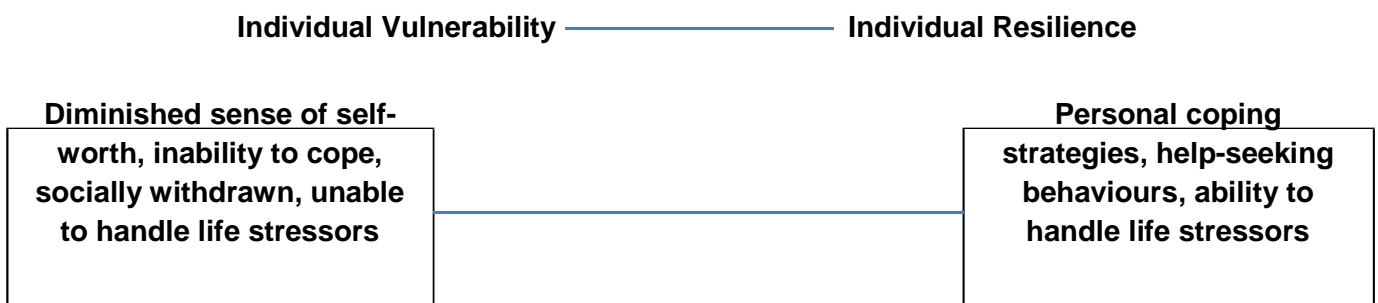 Individual Vulnerability Individual Resilience
Diminished sense of self-
worth, inability to cope,
socially withdrawn, unable
to handle life stressors
Personal coping
strategies, help-seeking
behaviours, ability to
handle life stressors